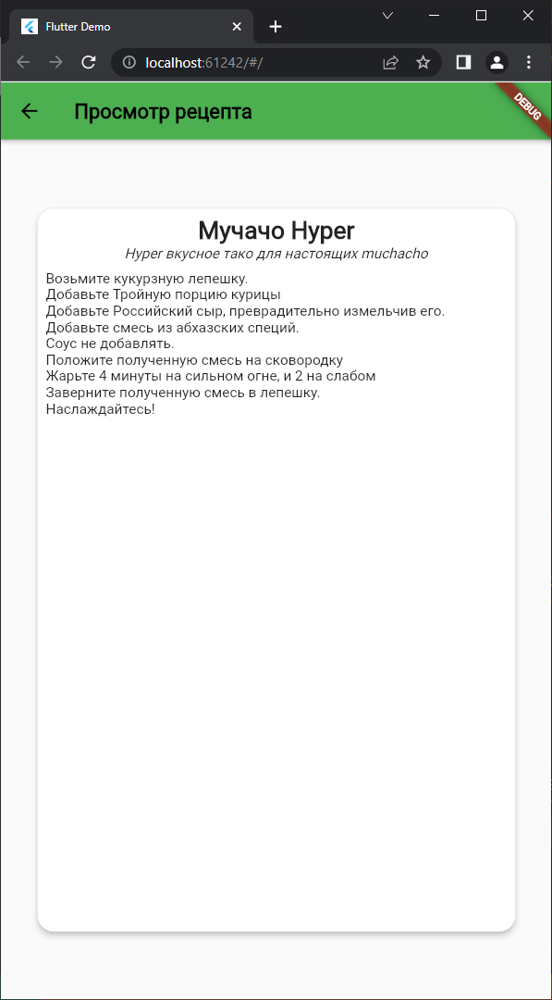 Flutter Demo
localhost:61242/#/
Просмотр рецепта
DEBUG
Мучачо Hyper
Hyper вкусное тако для настоящих muchacho
Возьмите кукурзную лепешку.
Добавьте Тройную порцию курицы
Добавьте Российский сыр, преврадительно измельчив его.
Добавьте смесь из абхазских специй.
Соус не добавлять.
Положите полученную смесь на сковородку
Жарьте 4 минуты на сильном огне, и 2 на слабом
Заверните полученную смесь в лепешку.
Наслаждайтесь!